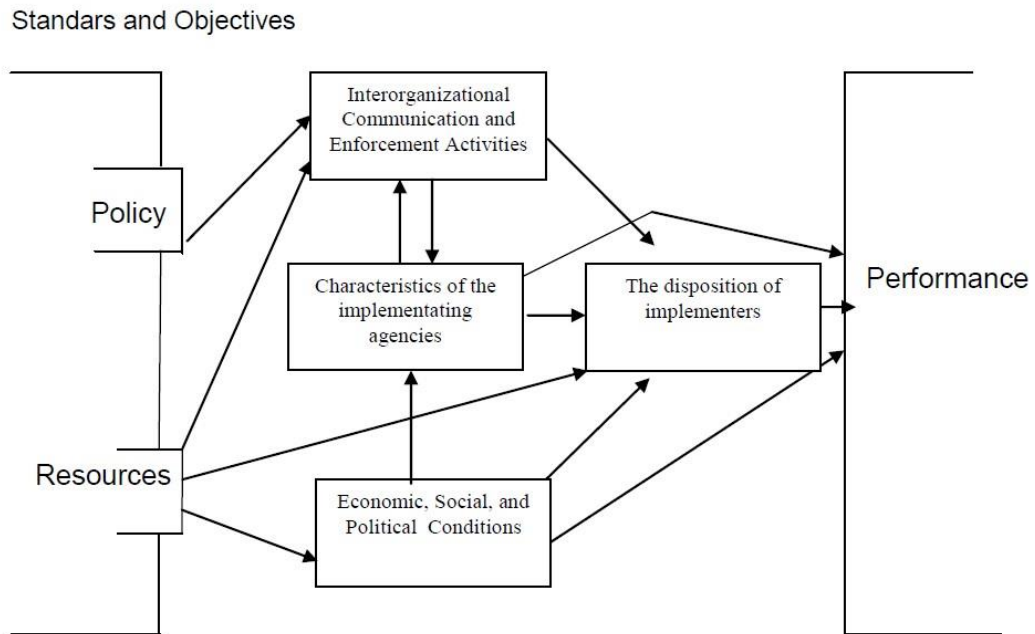 Standars and Objectives
Interorganizational
Communication and
Enforcement Activities
Policy
Characteristics of the
implementating
agencies
The disposition of
implementers
Performance
Resources
Economic, Social, and
Political Conditions